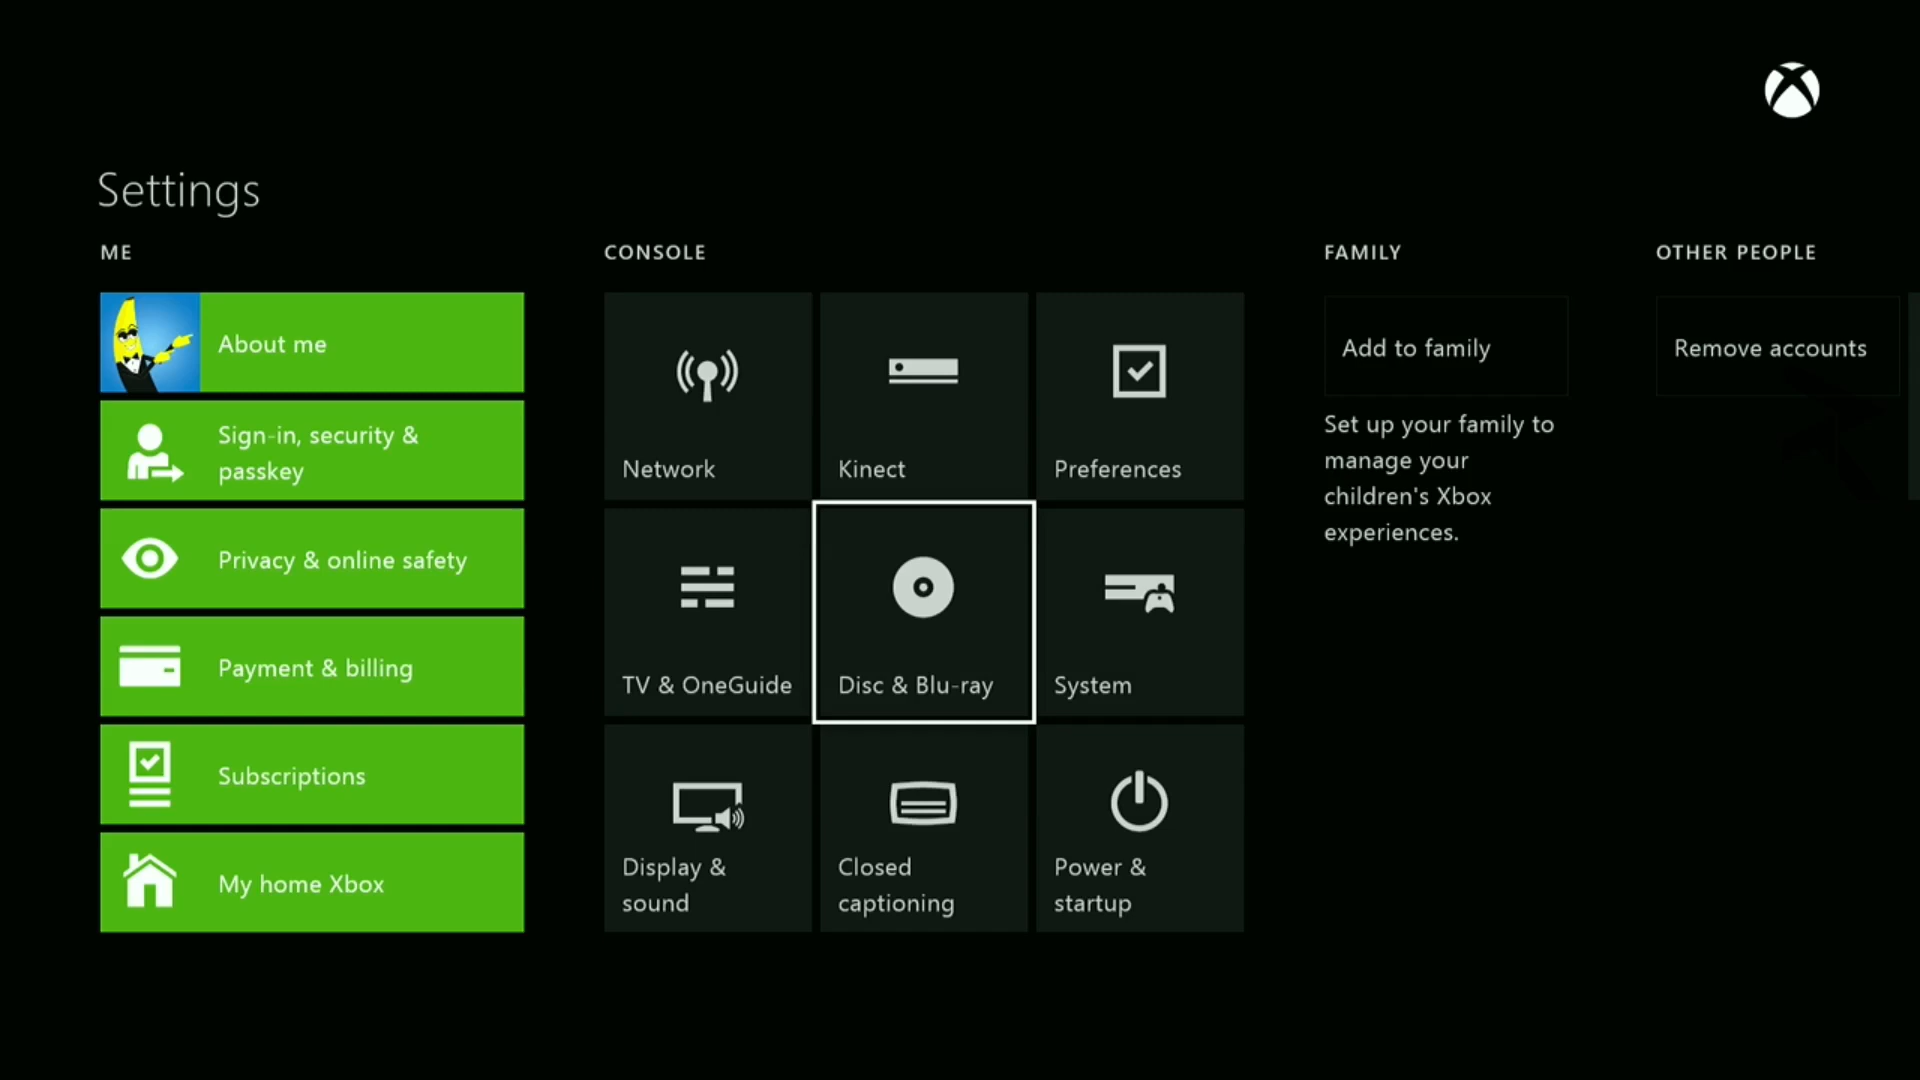 Settings
ME
About me
Sign-in, security &
passkey
Privacy & online safety
Payment & billing
Subscriptions
My home Xbox
CONSOLE
Network
Kinect
Preferences
TV & OneGuide
Disc & Blu-ray
System
Display &
sound
Closed
captioning
Power &
startup
FAMILY
Add to family
Set up your family to
manage your
children's Xbox
experiences.
OTHER PEOPLE
Remove accounts